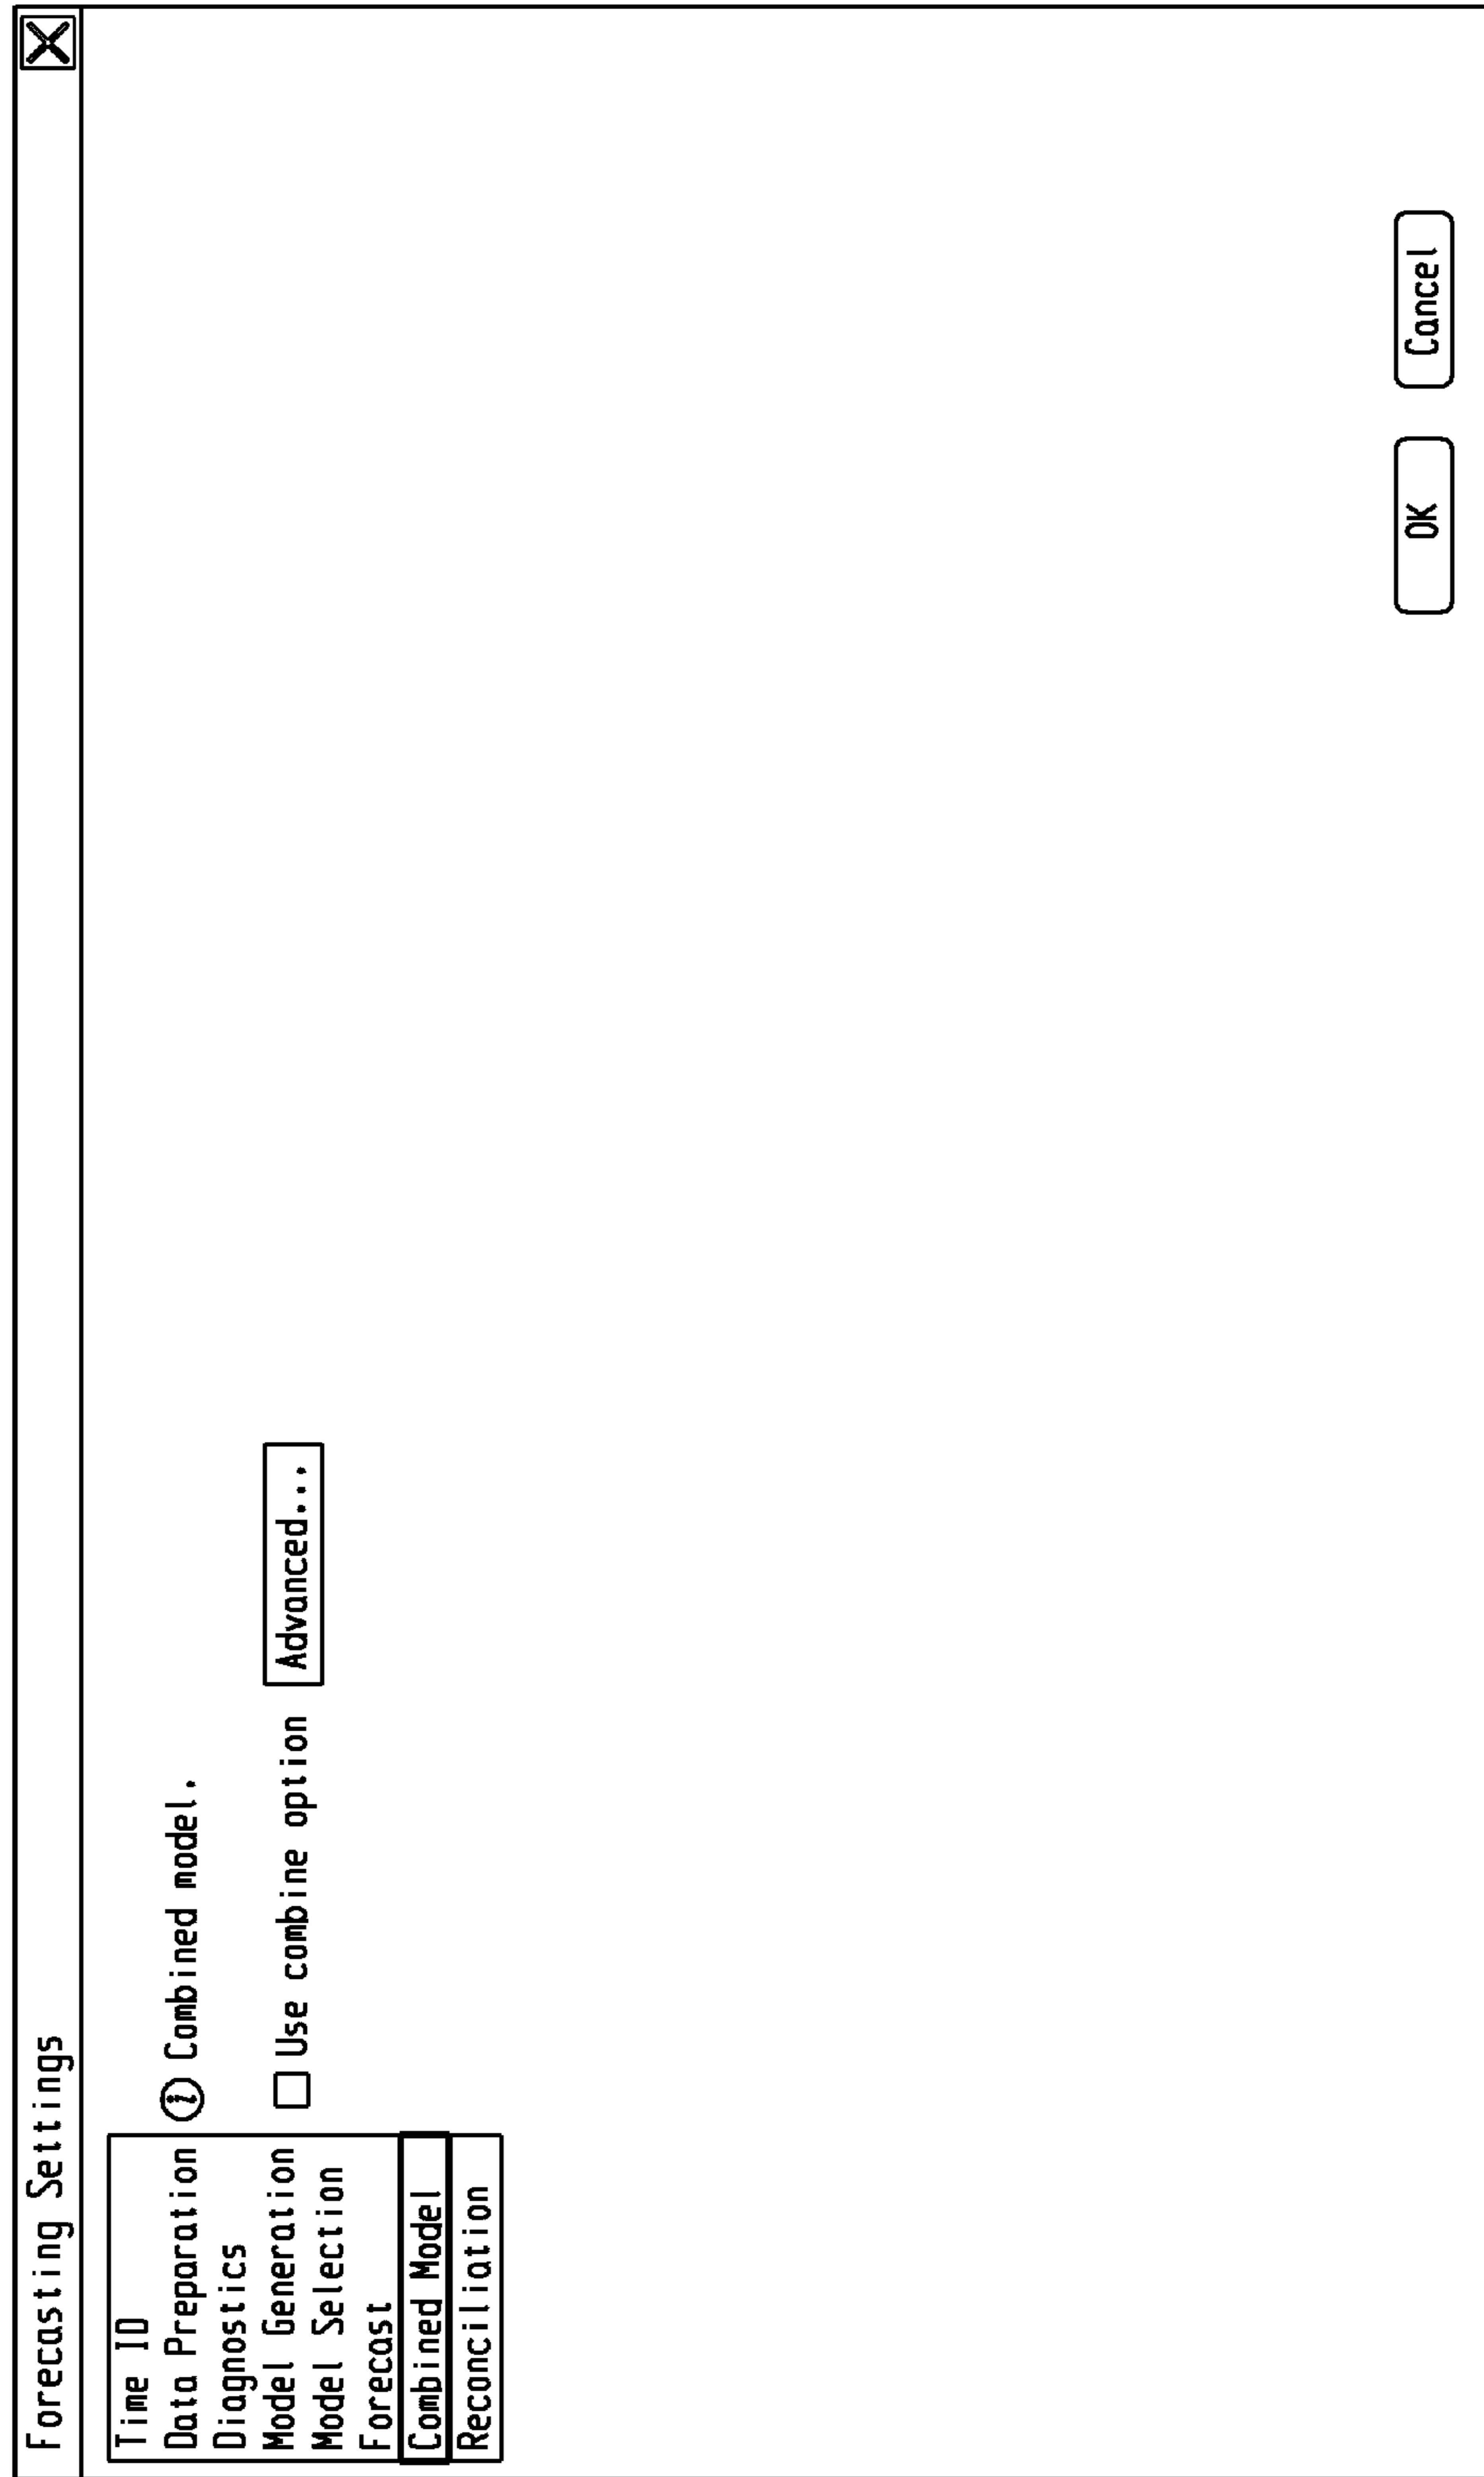 Forecasting Settings
Time ID
Data Preparation
Diagnostics
Model Generation
Model Selection
Forecast
Combined Model
Reconciliation
i Combined model.
Use combine option
Advanced...
OK
Cancel